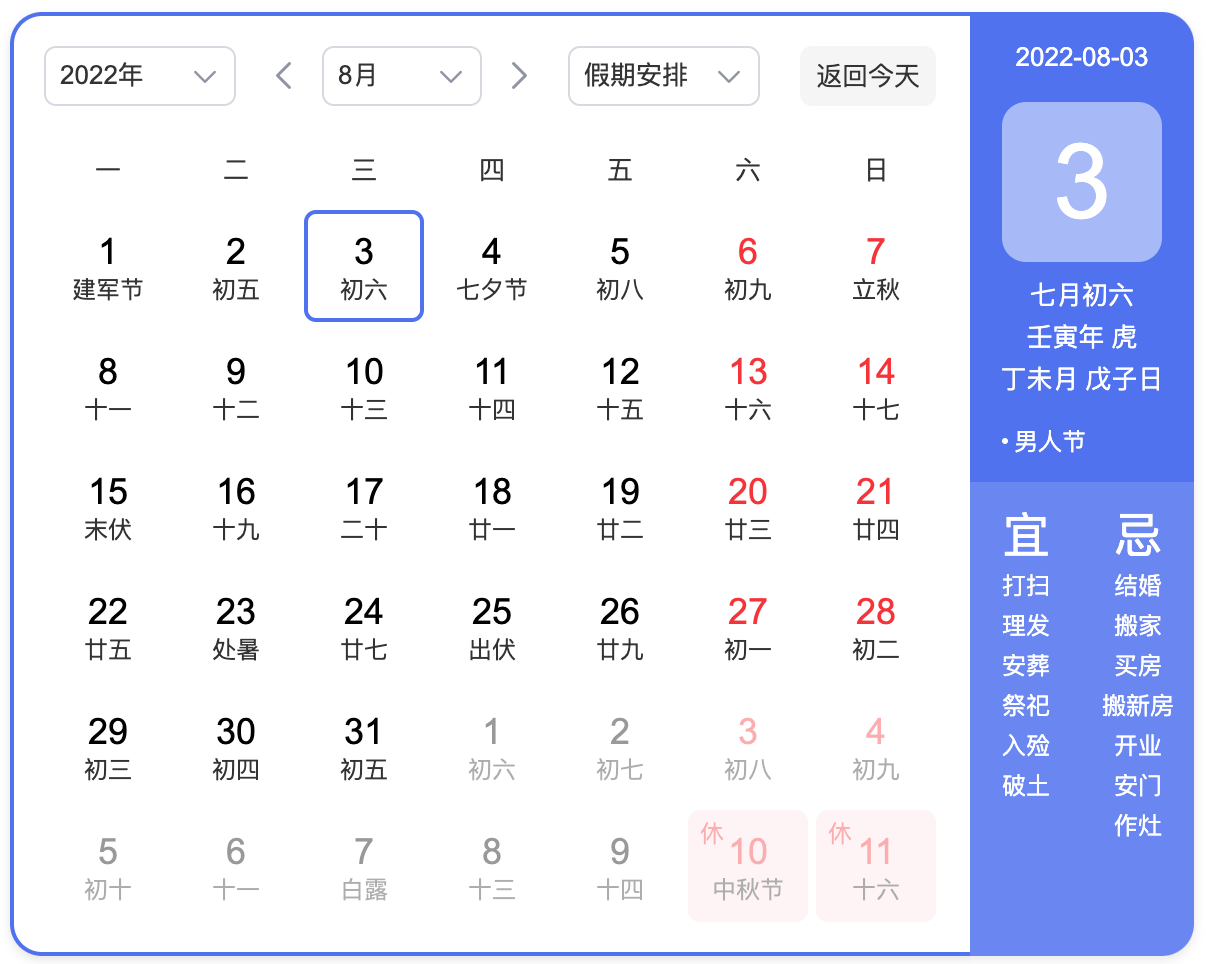 2022年 8月 假期安排 返回今天
一 二 三 四 五 六 日
1 2 3 4 5 6 7
建军节 初五 初六 七夕节 初八 初九 立秋
8 9 10 11 12 13 14
十一 十二 十三 十四 十五 十六 十七
15 16 17 18 19 20 21
末伏 十九 二十 廿一 廿二 廿三 廿四
22 23 24 25 26 27 28
廿五 处暑 廿七 出伏 廿九 初一 初二
29 30 31 1 2 3 4
初三 初四 初五 初六 初七 初八 初九
5 6 7 8 9 休 10 休 11
初十 十一 白露 十三 十四 中秋节 十六
2022-08-03
3
七月初六
壬寅年 虎
丁未月 戊子日
• 男人节
宜 忌
打扫 结婚
理发 搬家
安葬 买房
祭祀 搬新房
入殓 开业
破土 安门
作灶